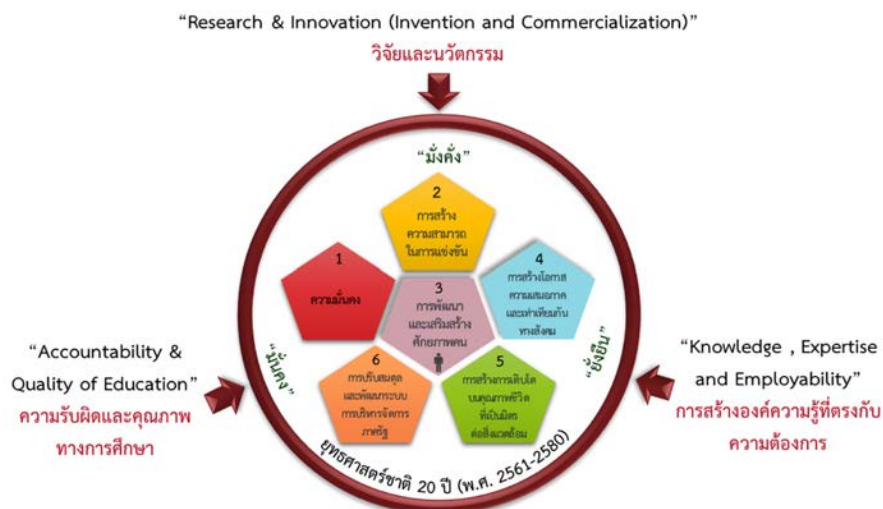 “Research & Innovation (Invention and Commercialization)”
วิจัยและนวัตกรรม
“มั่งคั่ง”
2
การสร้าง
ความสามารถ
ในการแข่งขัน
1
ความมั่นคง
3
การพัฒนา
และเสริมสร้าง
ศักยภาพคน
4
การสร้างโอกาส
ความเสมอภาค
และเท่าเทียมกัน
ทางสังคม
“มั่นคง”
6
การปรับสมดุล
และพัฒนาระบบ
การบริหารจัดการ
ภาครัฐ
5
การสร้างการเติบโต
บนคุณภาพชีวิต
ที่เป็นมิตร
ต่อสิ่งแวดล้อม
“ยั่งยืน”
ยุทธศาสตร์ชาติ 20 ปี (พ.ศ. 2561-2580)
“Accountability &
Quality of Education”
ความรับผิดและคุณภาพ
ทางการศึกษา
“Knowledge , Expertise
and Employability”
การสร้างองค์ความรู้ที่ตรงกับ
ความต้องการ